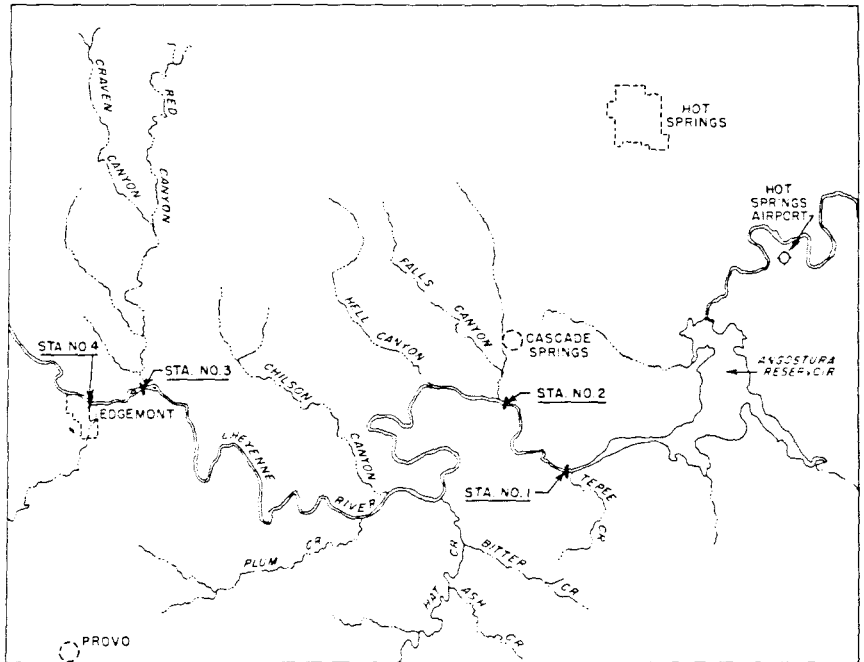 CRAVEN
CANYON
RED
CANYON
HOT
SPRINGS
HOT
SPRINGS
AIRPORT
FALLS
CANYON
HELL
CANYON
CASCADE
SPRINGS
STA. NO. 4
STA. NO. 3
CHILSON
CANYON
STA. NO. 2
ANGOSTURA
RESERVOIR
EDGEMONT
CHEYENNE
RIVER
STA. NO. 1
TEPEE
CR
PLUM CR
HAT CR
BITTER CR
ASH CR
PROVO